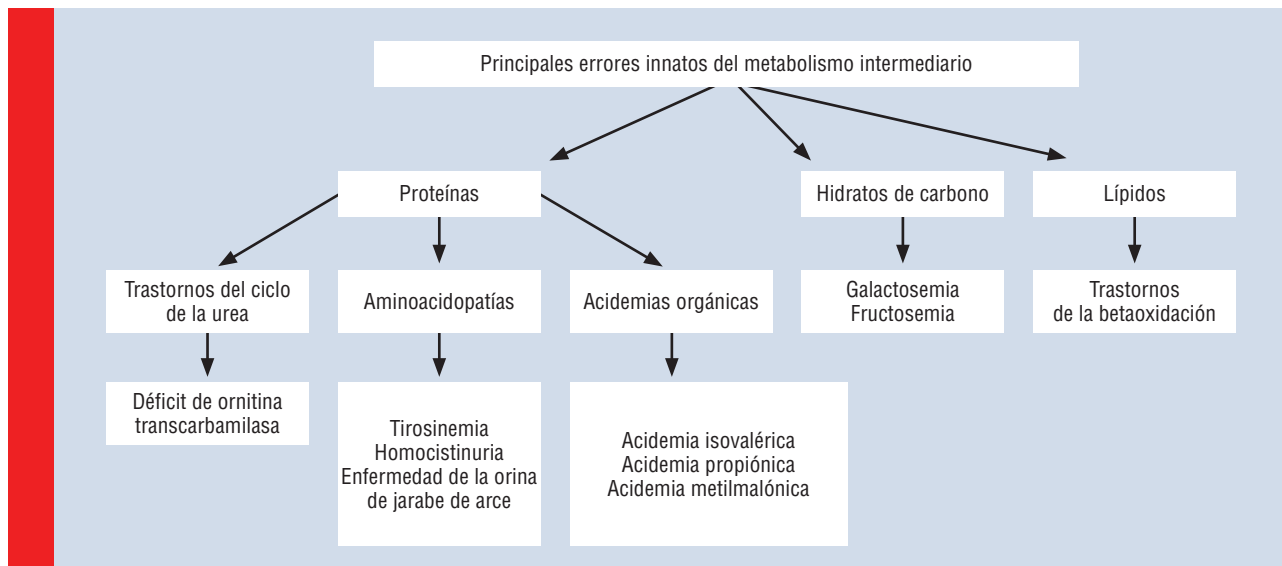 Principales errores innatos del metabolismo intermediario
Proteínas
Hidratos de carbono
Lípidos
Trastornos del ciclo
de la urea
Aminoacidopatías
Acidemias orgánicas
Galactosemia
Fructosemia
Trastornos
de la betaoxidación
Déficit de ornitina
transcarbamilasa
Tirosinemia
Homocistinuria
Enfermedad de la orina
de jarabe de arce
Acidemia isovalérica
Acidemia propiónica
Acidemia metilmalónica